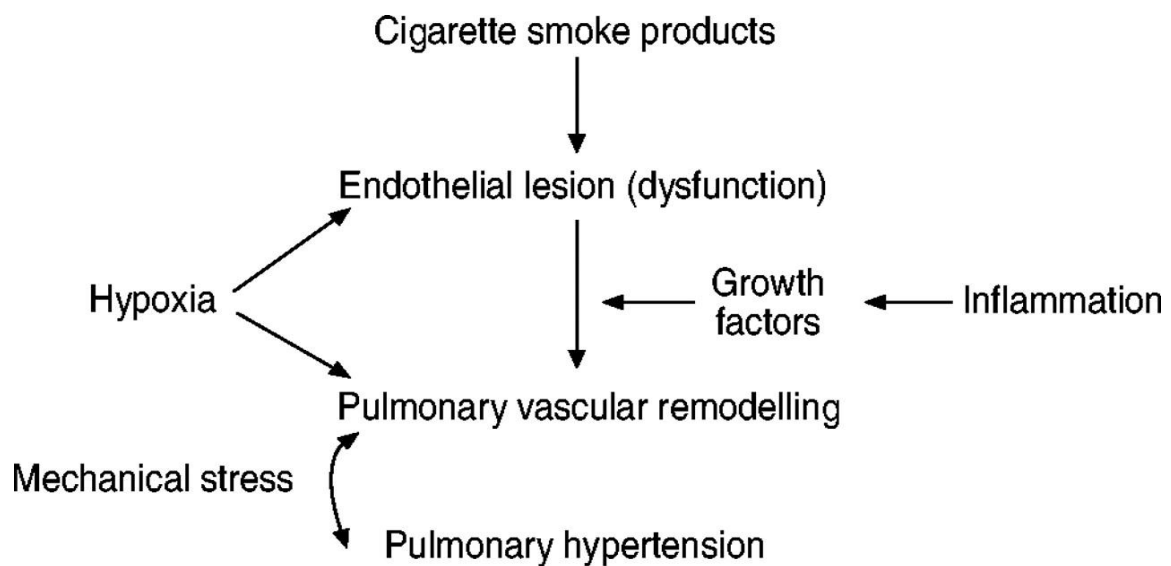 Cigarette smoke products
Endothelial lesion (dysfunction)
Hypoxia
Growth
factors
Inflammation
Pulmonary vascular remodelling
Mechanical stress
Pulmonary hypertension